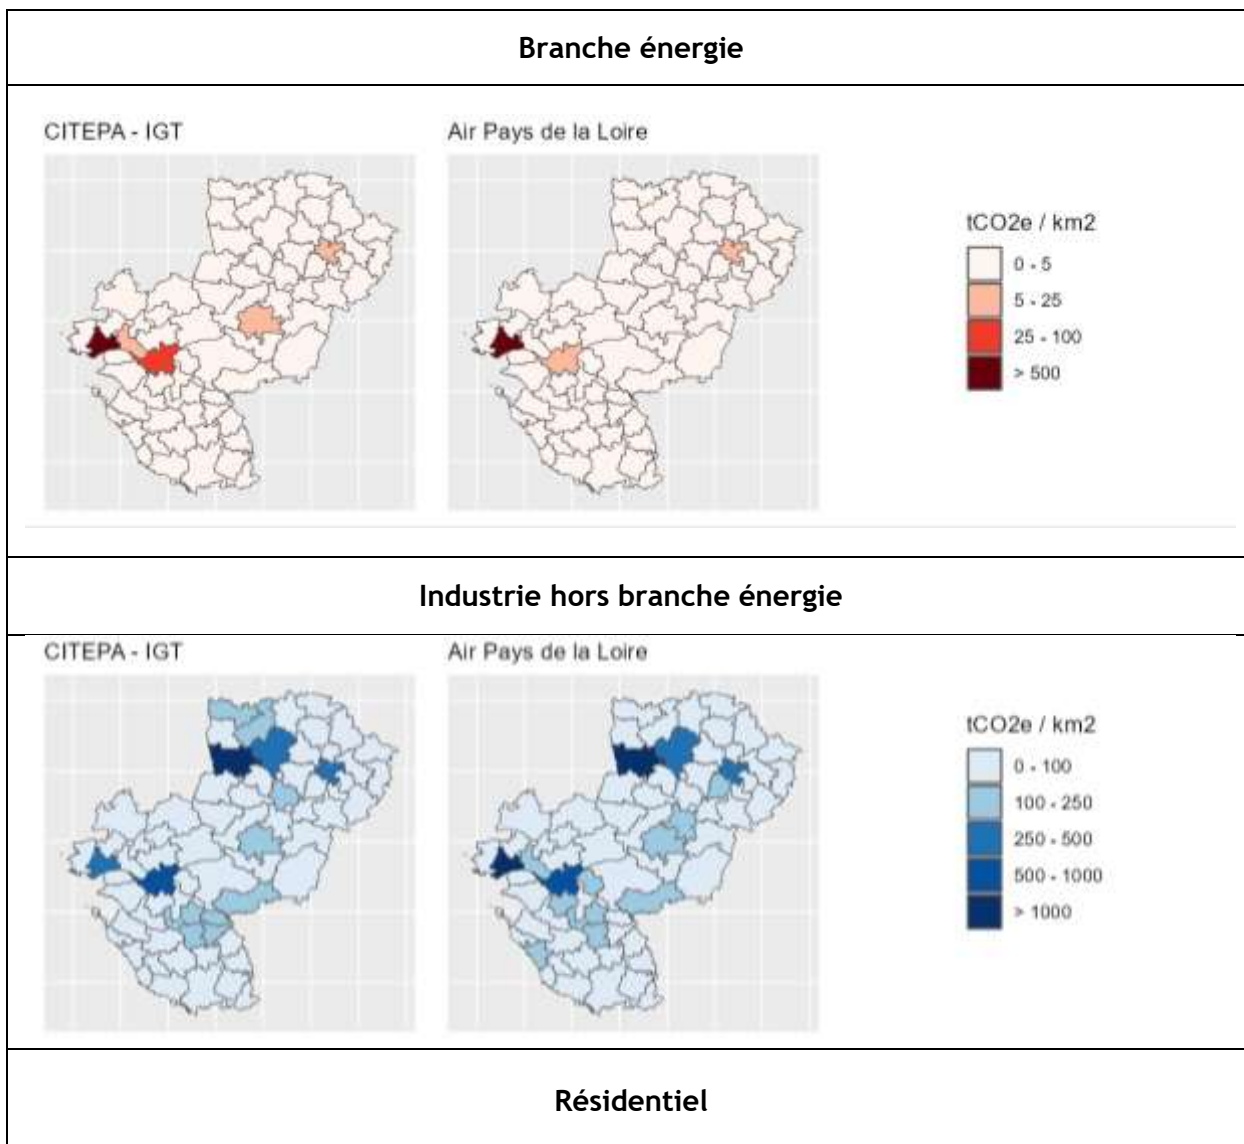 Branche énergie
CITEPA - IGT
Air Pays de la Loire
tCO2e / km2
0 - 5
5 - 25
25 - 100
> 500
Industrie hors branche énergie
CITEPA - IGT
Air Pays de la Loire
tCO2e / km2
0 - 100
100 - 250
250 - 500
500 - 1000
> 1000
Résidentiel